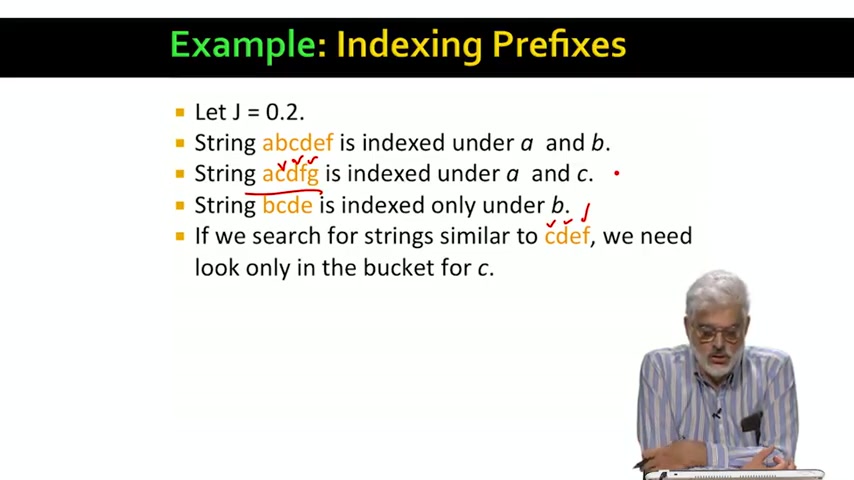 Example: Indexing Prefixes
Let J = 0.2.
String abcdef is indexed under a and b.
String acdfg is indexed under a and c.
String bcde is indexed only under b.
If we search for strings similar to cdef, we need
look only in the bucket for c.